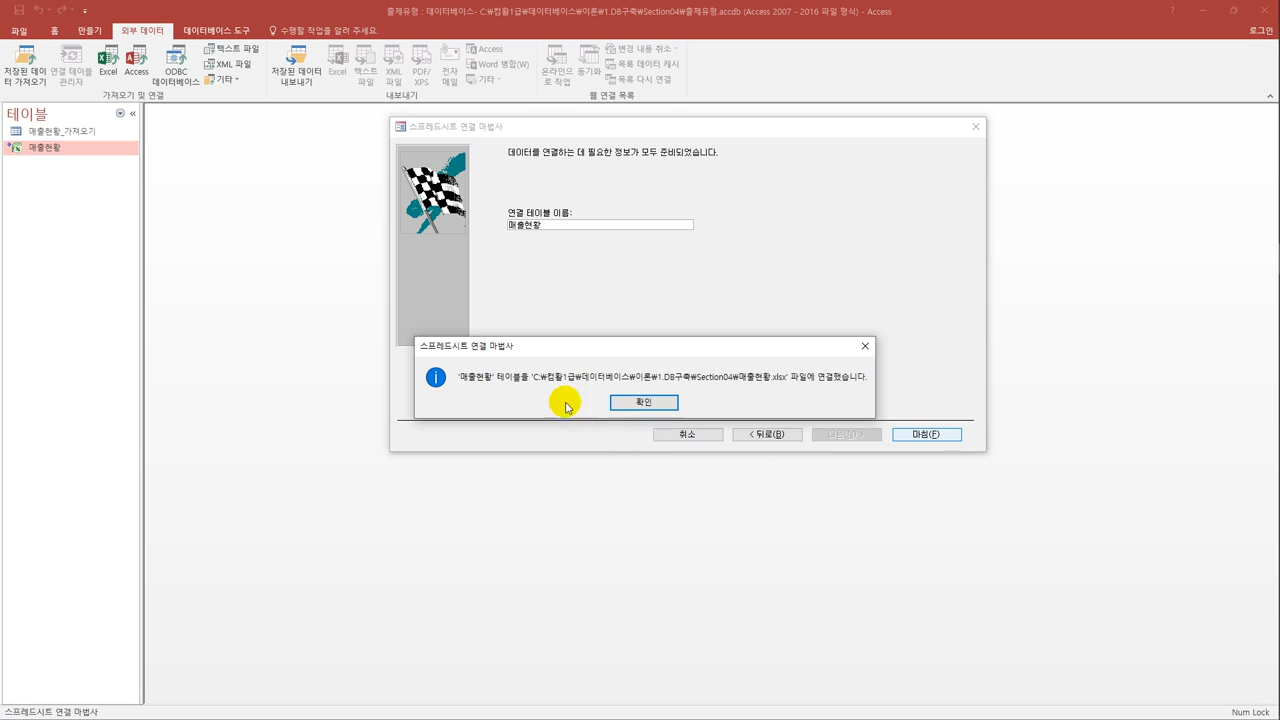 출제유형 : 데이터베이스- C:₩컴활1급₩데이터베이스₩이론₩1.DB구축₩Section04₩출제유형.accdb (Access 2007 - 2016 파일 형식) - Access
파일
홈
만들기
외부 데이터
데이터베이스 도구
수행할 작업을 알려 주세요.
로그인
저장된 데이터 가져오기
연결 테이블 관리자
Excel
Access
ODBC 데이터베이스
텍스트 파일
XML 파일
기타
가져오기 및 연결
저장된 데이터 내보내기
Excel
텍스트 파일
XML 파일
PDF/XPS
전자 메일
Access
Word 병합(W)
기타
내보내기
온라인으로 작업
동기화
변경 내용 취소
목록 데이터 캐시
목록 다시 연결
웹 연결 목록
테이블
매출현황_가져오기
매출현황
스프레드시트 연결 마법사
데이터를 연결하는 데 필요한 정보가 모두 준비되었습니다.
연결 테이블 이름:
매출현황
스프레드시트 연결 마법사
'매출현황' 테이블을 'C:₩컴활1급₩데이터베이스₩이론₩1.DB구축₩Section04₩매출현황.xlsx' 파일에 연결했습니다.
확인
취소
< 뒤로(B)
다음(N) >
마침(F)
스프레드시트 연결 마법사
Num Lock